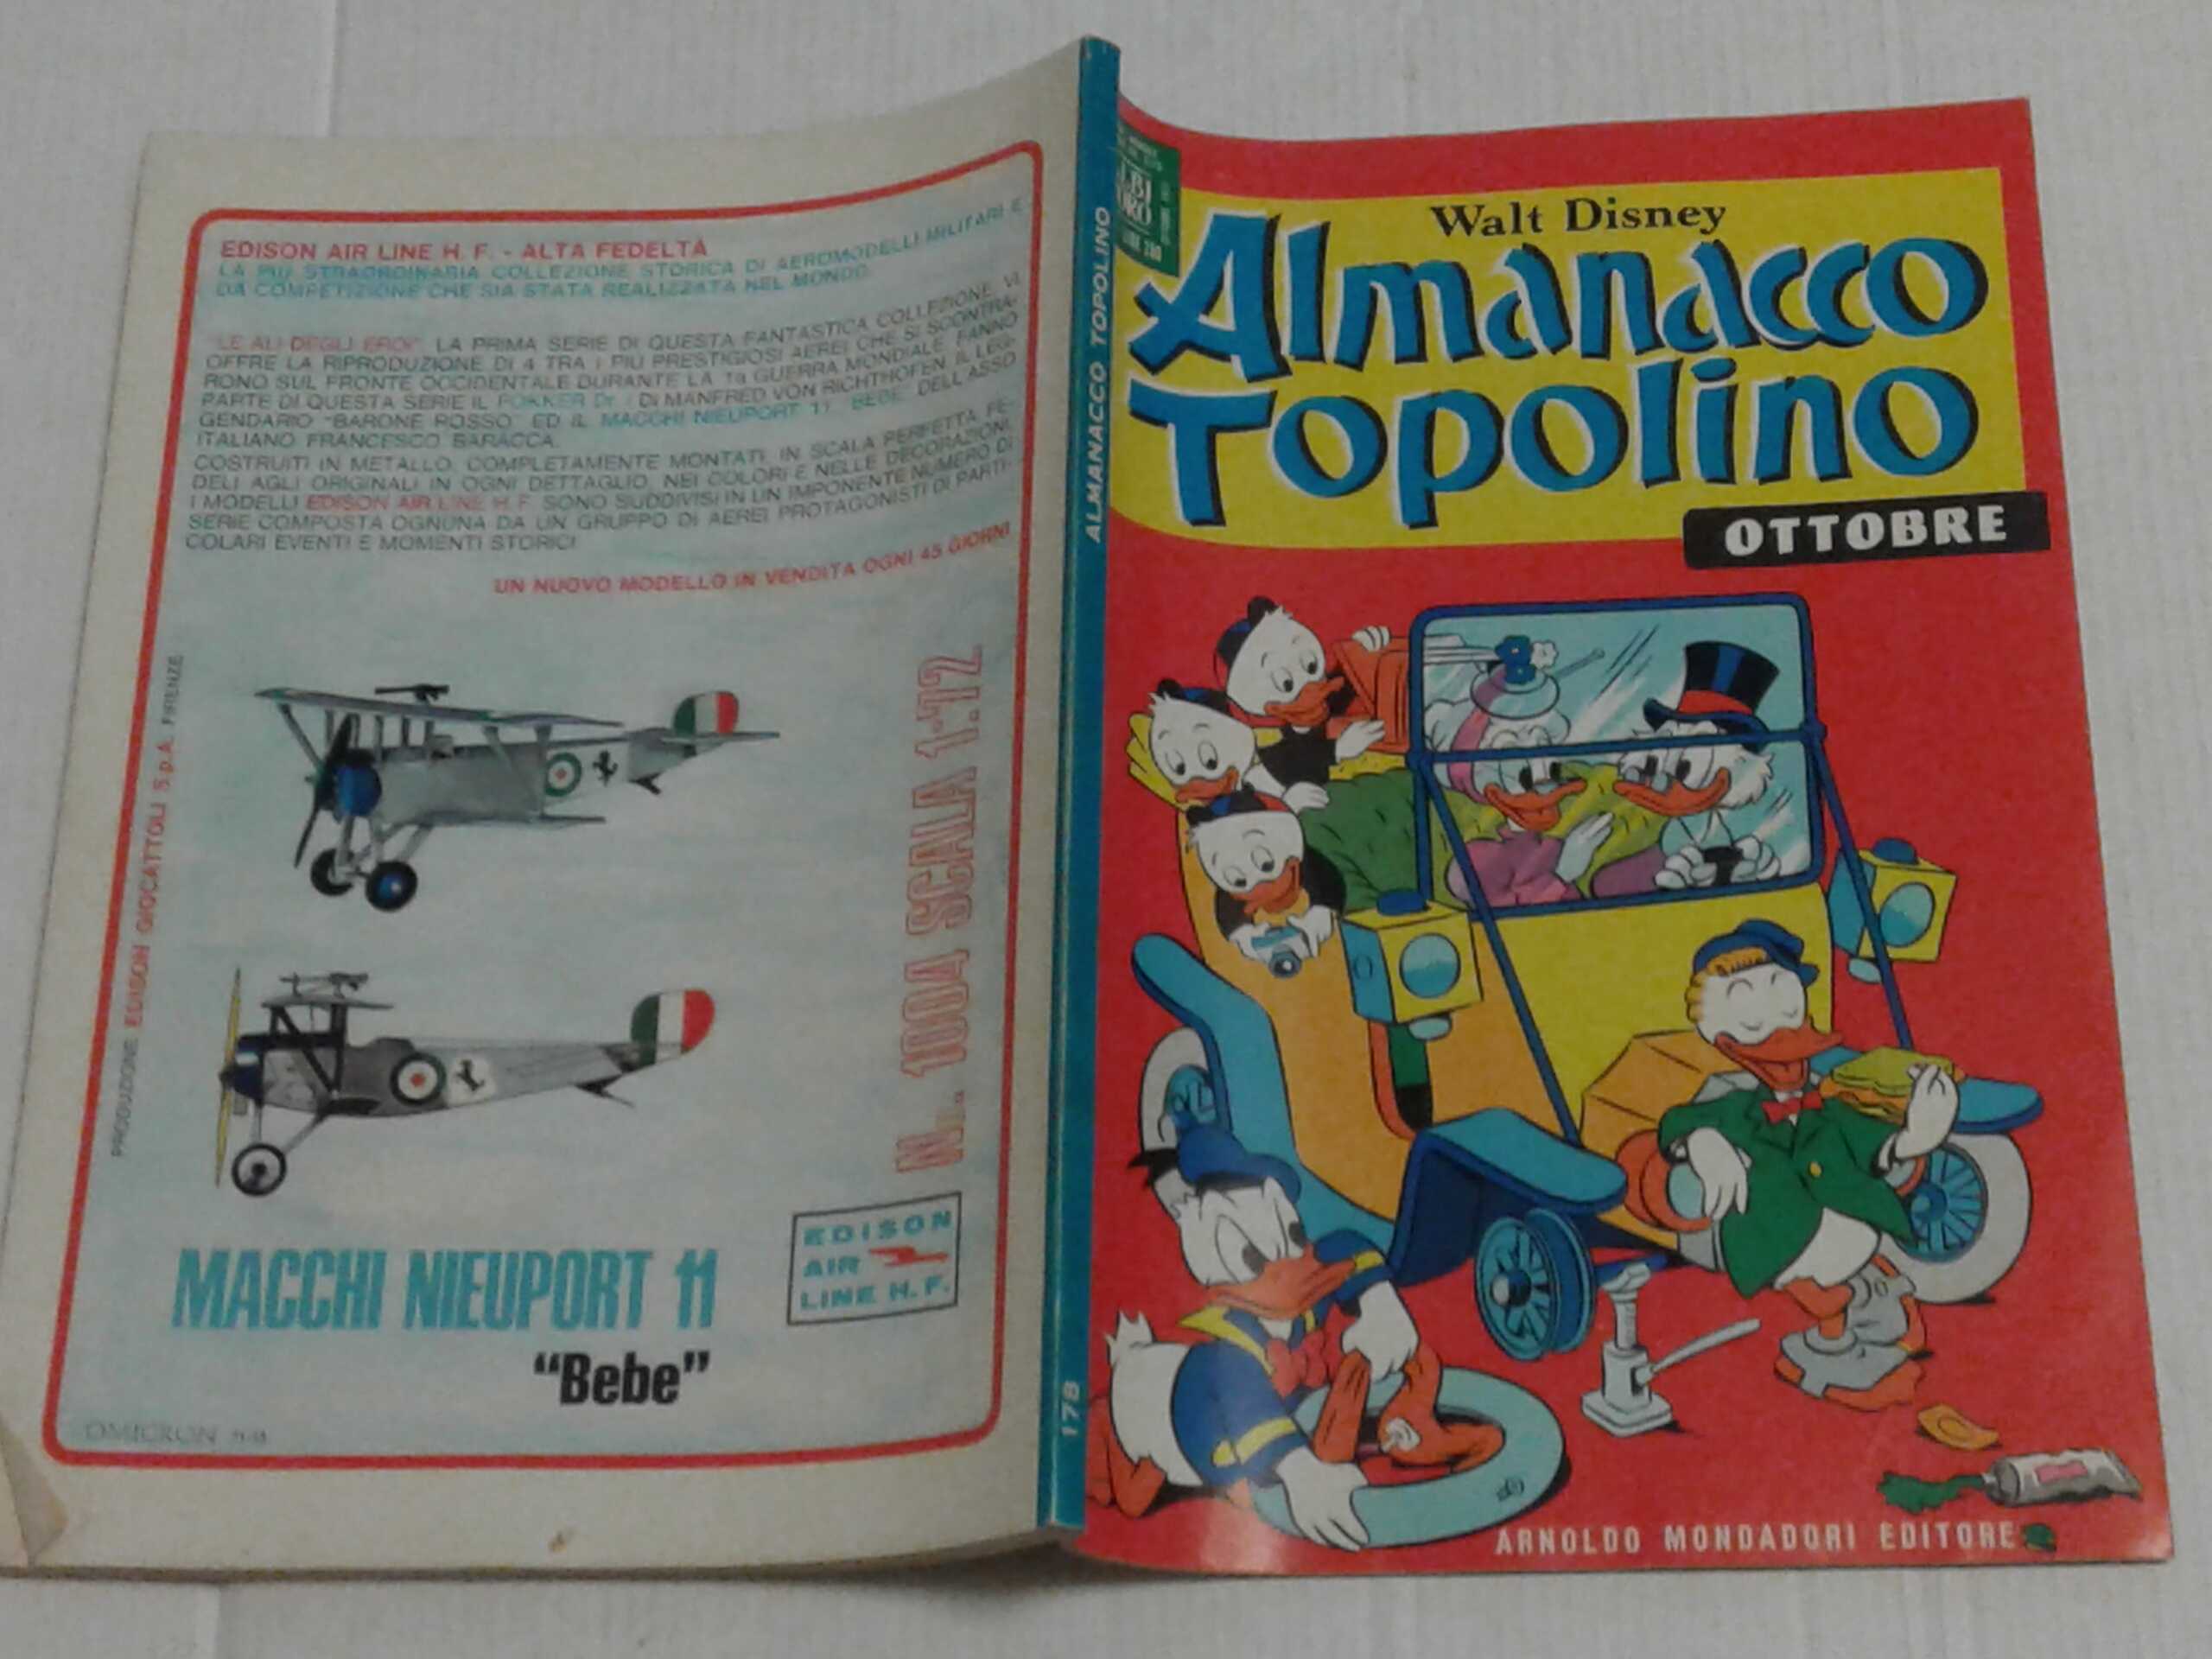 EDISON AIR LINE H. F. - ALTA FEDELTÀ
LA PIÙ STRAORDINARIA COLLEZIONE STORICA DI AEROMODELLI MILITARI E
DA COMPETIZIONE CHE SIA STATA REALIZZATA NEL MONDO.
"LE ALI DEGLI EROI", LA PRIMA SERIE DI QUESTA FANTASTICA COLLEZIONE, VI
OFFRE LA RIPRODUZIONE DI 4 TRA I PIÙ PRESTIGIOSI AEREI CHE SI SCONTRA-
RONO SUL FRONTE OCCIDENTALE DURANTE LA 1a GUERRA MONDIALE. FANNO
PARTE DI QUESTA SERIE IL FOKKER Dr. I DI MANFRED VON RICHTHOFEN, IL LEG-
GENDARIO "BARONE ROSSO" ED IL MACCHI NIEUPORT 11 "BEBE" DELL'ASSO
ITALIANO FRANCESCO BARACCA.
COSTRUITI IN METALLO, COMPLETAMENTE MONTATI, IN SCALA PERFETTA, FE-
DELI AGLI ORIGINALI IN OGNI DETTAGLIO, NEI COLORI E NELLE DECORAZIONI,
I MODELLI EDISON AIR LINE H.F. SONO SUDDIVISI IN UN IMPONENTE NUMERO DI
SERIE COMPOSTA OGNUNA DA UN GRUPPO DI AEREI PROTAGONISTI DI PARTI-
COLARI EVENTI E MOMENTI STORICI.
UN NUOVO MODELLO IN VENDITA OGNI 45 GIORNI
PRODUZIONE EDISON GIOCATTOLI S.p.A. FIRENZE
N. 1004 SCALA 1:72
EDISON
AIR
LINE H.F.
MACCHI NIEUPORT 11
"Bebe"
OMICRON
ALMANACCO TOPOLINO
178
Walt Disney
Almanacco
Topolino
OTTOBRE
ARNOLDO MONDADORI EDITORE